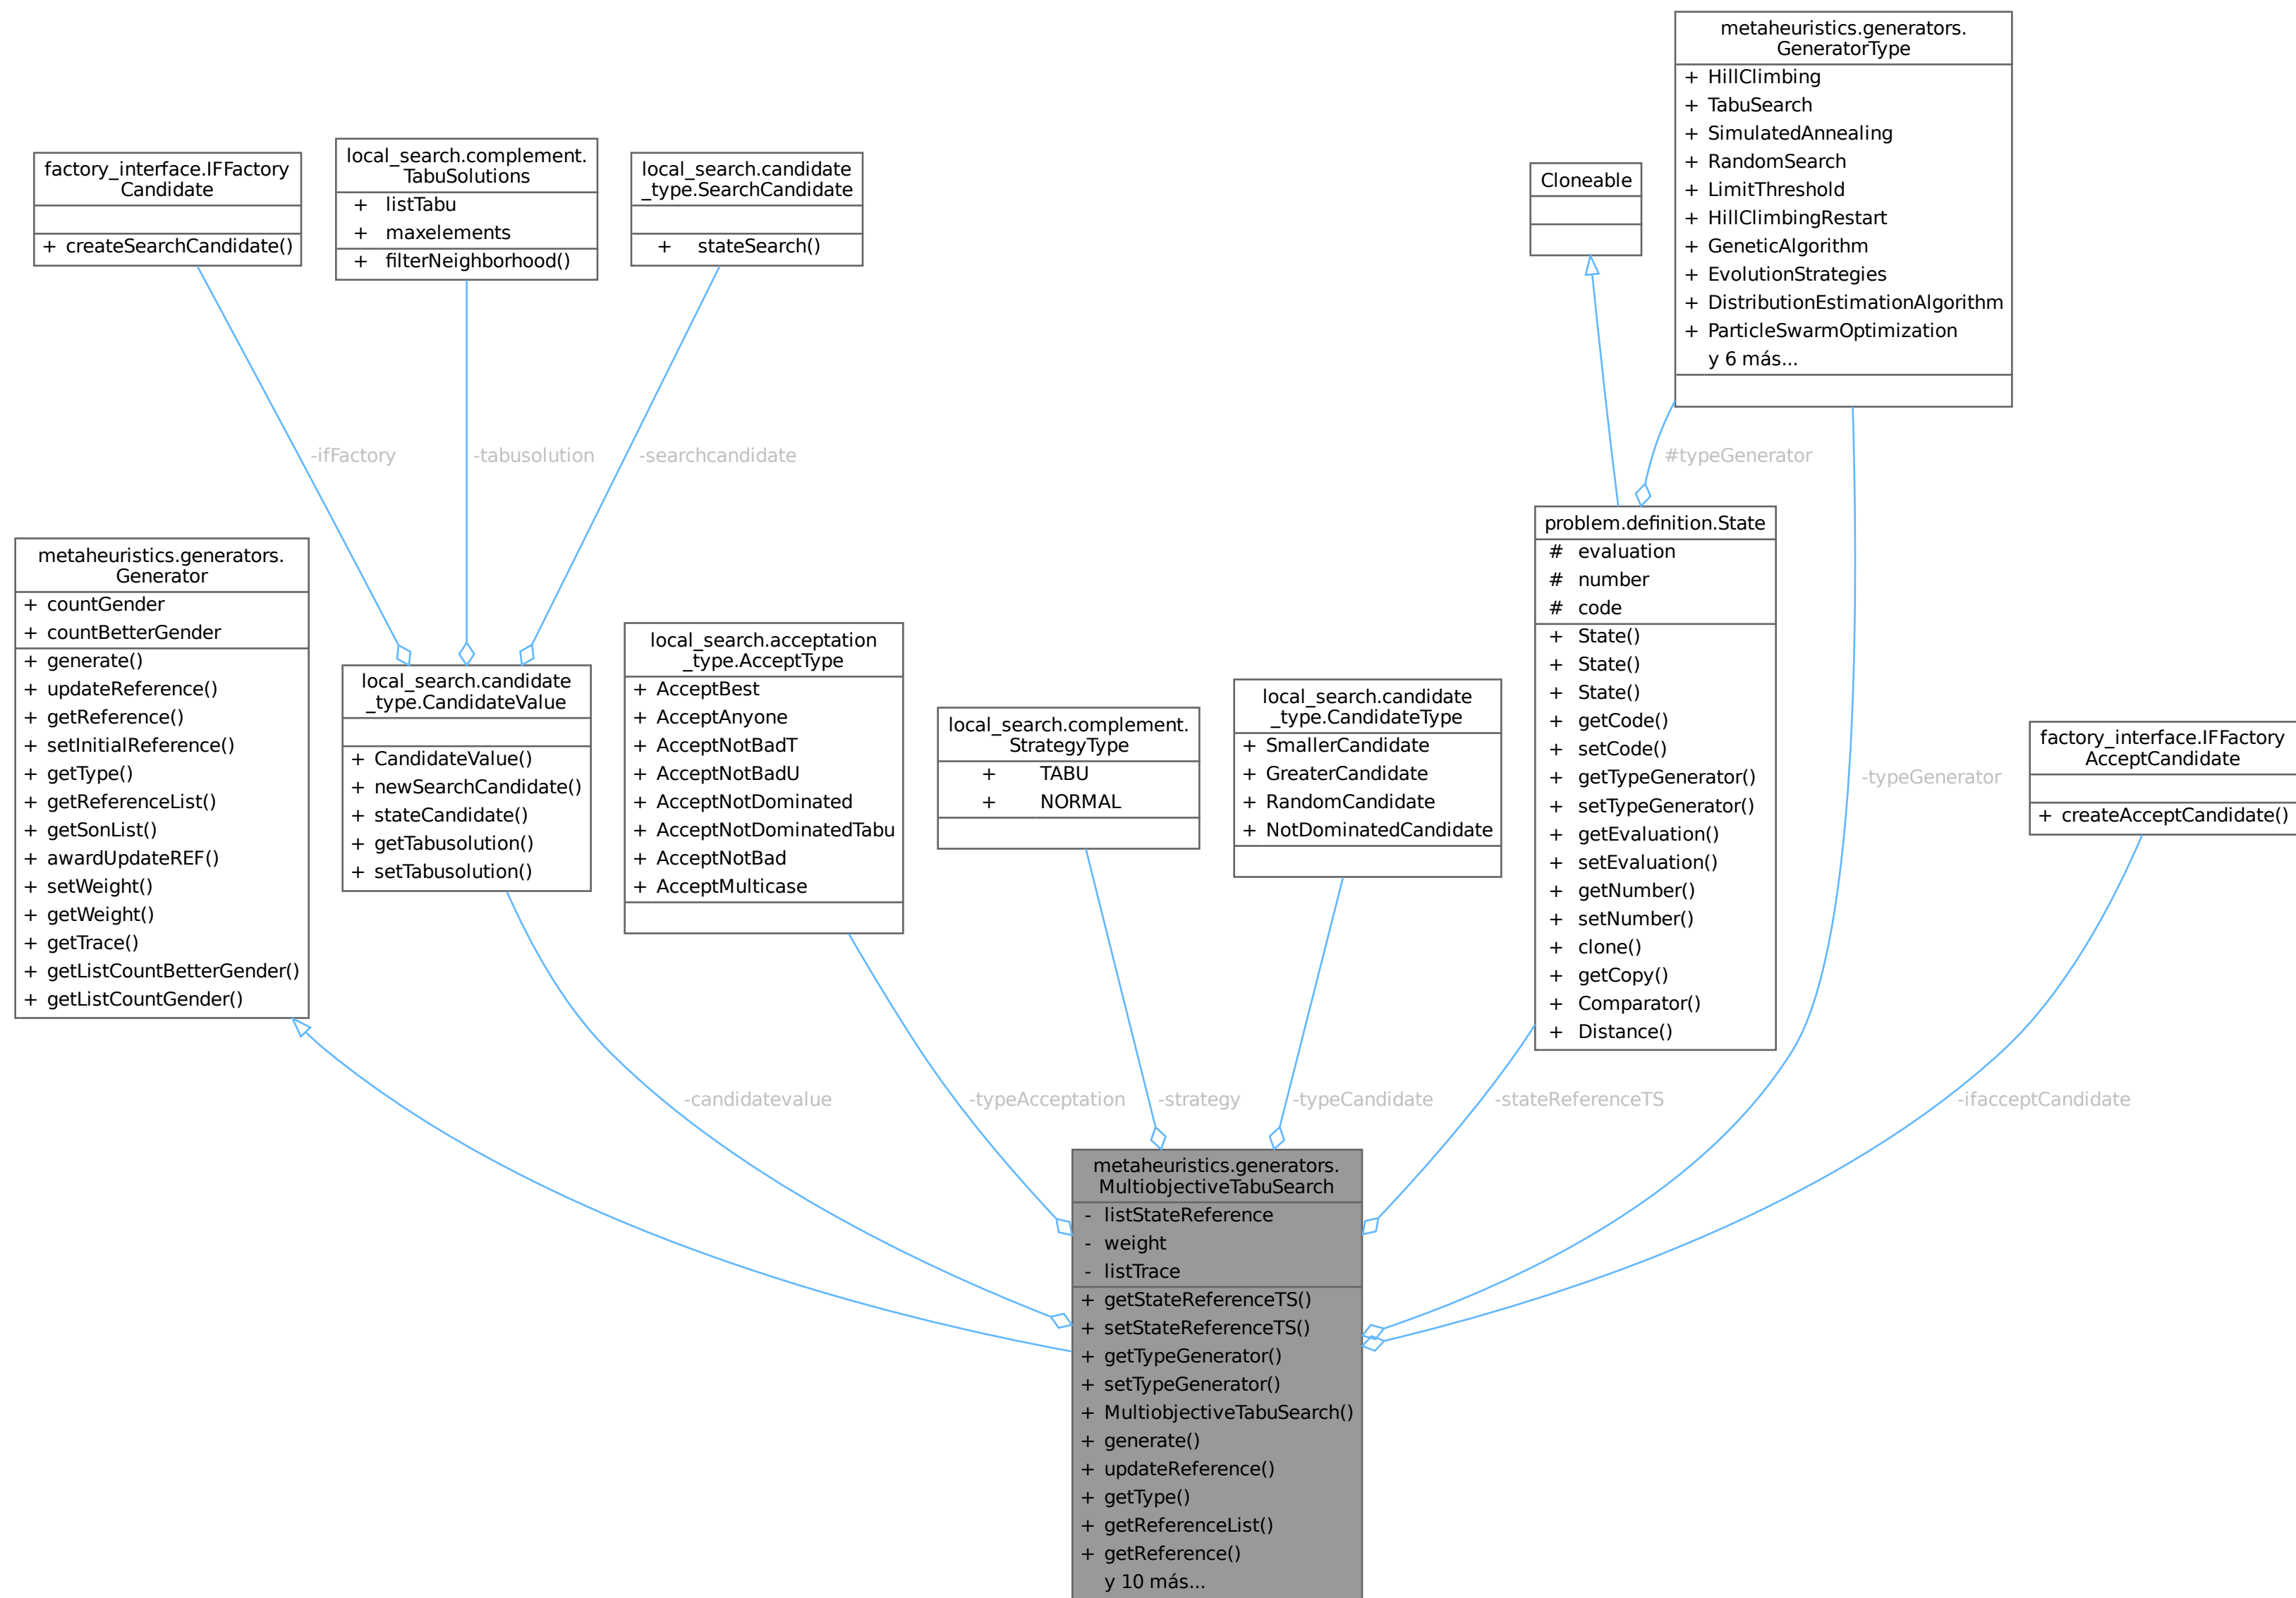 metaheuristics.generators.
GeneratorType
+ HillClimbing
+ TabuSearch
+ SimulatedAnnealing
+ RandomSearch
+ LimitThreshold
+ HillClimbingRestart
+ GeneticAlgorithm
+ EvolutionStrategies
+ DistributionEstimationAlgorithm
+ ParticleSwarmOptimization
y 6 más...
factory_interface.IFFactory
Candidate
+ createSearchCandidate()
local_search.complement.
TabuSolutions
+ listTabu
+ maxelements
+ filterNeighborhood()
local_search.candidate
_type.SearchCandidate
+ stateSearch()
Cloneable
-ifFactory
-tabusolution
-searchcandidate
#typeGenerator
metaheuristics.generators.
Generator
+ countGender
+ countBetterGender
+ generate()
+ updateReference()
+ getReference()
+ setInitialReference()
+ getType()
+ getReferenceList()
+ getSonList()
+ awardUpdateREF()
+ setWeight()
+ getWeight()
+ getTrace()
+ getListCountBetterGender()
+ getListCountGender()
local_search.candidate
_type.CandidateValue
+ CandidateValue()
+ newSearchCandidate()
+ stateCandidate()
+ getTabusolution()
+ setTabusolution()
local_search.acceptation
_type.AcceptType
+ AcceptBest
+ AcceptAnyone
+ AcceptNotBadT
+ AcceptNotBadU
+ AcceptNotDominated
+ AcceptNotDominatedTabu
+ AcceptNotBad
+ AcceptMulticase
local_search.complement.
StrategyType
+ TABU
+ NORMAL
local_search.candidate
_type.CandidateType
+ SmallerCandidate
+ GreaterCandidate
+ RandomCandidate
+ NotDominatedCandidate
problem.definition.State
# evaluation
# number
# code
+ State()
+ State()
+ State()
+ getCode()
+ setCode()
+ getTypeGenerator()
+ setTypeGenerator()
+ getEvaluation()
+ setEvaluation()
+ getNumber()
+ setNumber()
+ clone()
+ getCopy()
+ Comparator()
+ Distance()
-typeGenerator
factory_interface.IFFactory
AcceptCandidate
+ createAcceptCandidate()
-candidatevalue
-typeAcceptation
-strategy
-typeCandidate
-stateReferenceTS
-ifacceptCandidate
metaheuristics.generators.
MultiobjectiveTabuSearch
- listStateReference
- weight
- listTrace
+ getStateReferenceTS()
+ setStateReferenceTS()
+ getTypeGenerator()
+ setTypeGenerator()
+ MultiobjectiveTabuSearch()
+ generate()
+ updateReference()
+ getType()
+ getReferenceList()
+ getReference()
y 10 más...